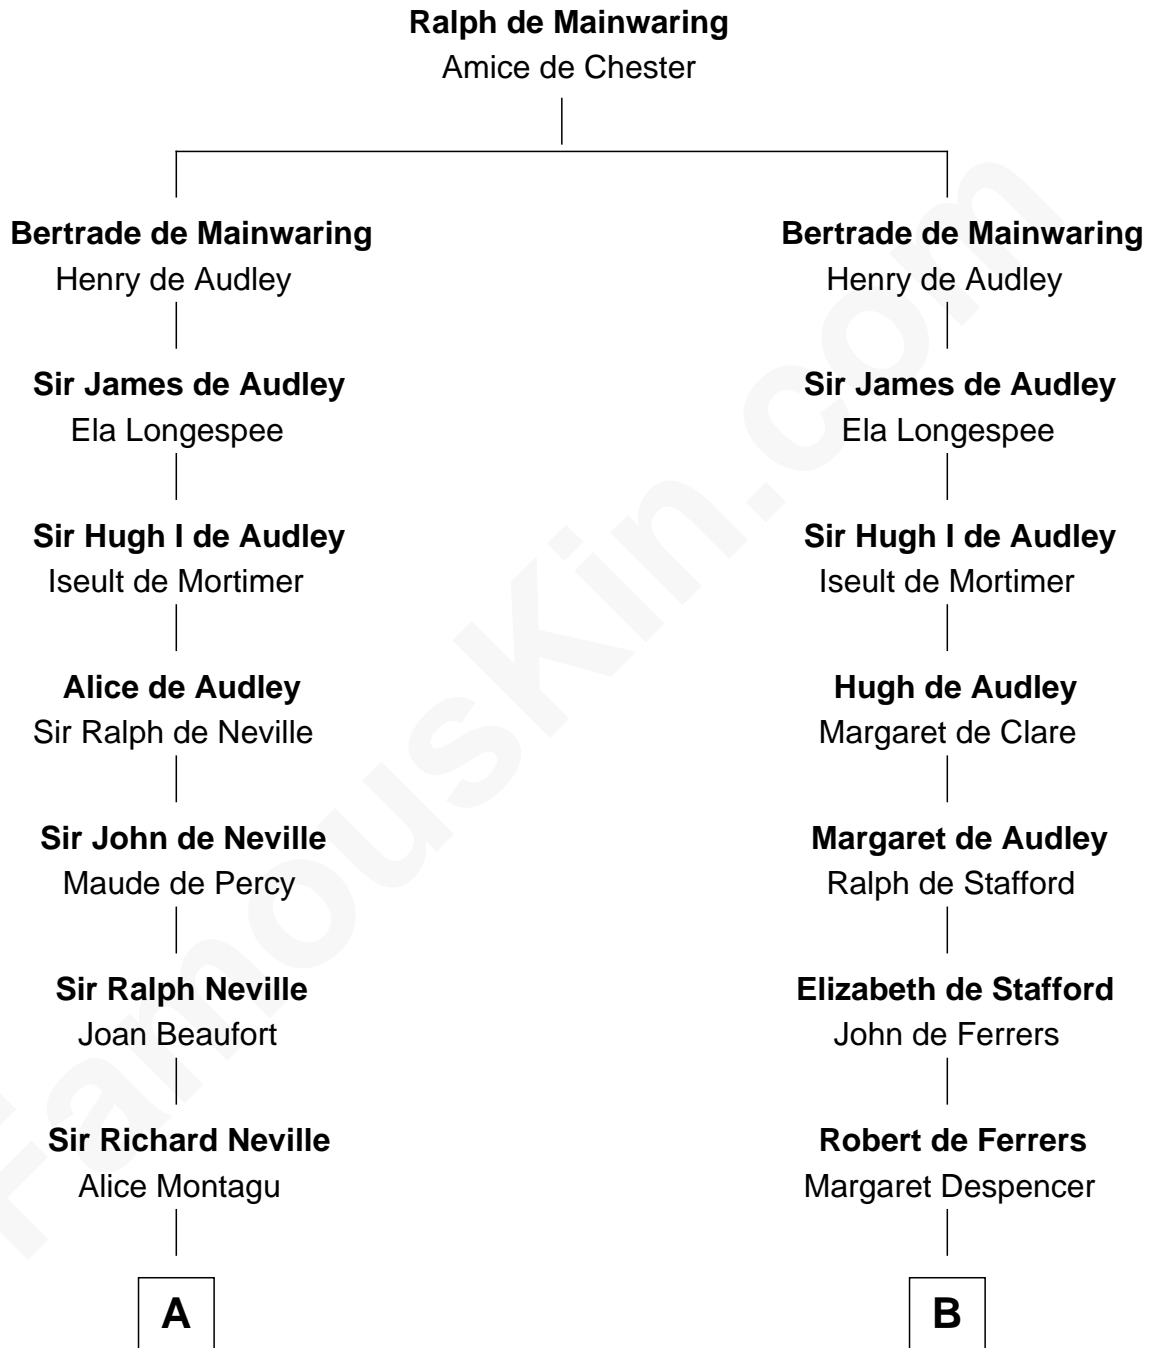 Ralph de Mainwaring
Amice de Chester
Bertrade de Mainwaring
Henry de Audley
Sir James de Audley
Ela Longespee
Sir Hugh I de Audley
Iseult de Mortimer
Alice de Audley
Sir Ralph de Neville
Sir John de Neville
Maude de Percy
Sir Ralph Neville
Joan Beaufort
Sir Richard Neville
Alice Montagu
A
Bertrade de Mainwaring
Henry de Audley
Sir James de Audley
Ela Longespee
Sir Hugh I de Audley
Iseult de Mortimer
Hugh de Audley
Margaret de Clare
Margaret de Audley
Ralph de Stafford
Elizabeth de Stafford
John de Ferrers
Robert de Ferrers
Margaret Despencer
B
FamousKin.com